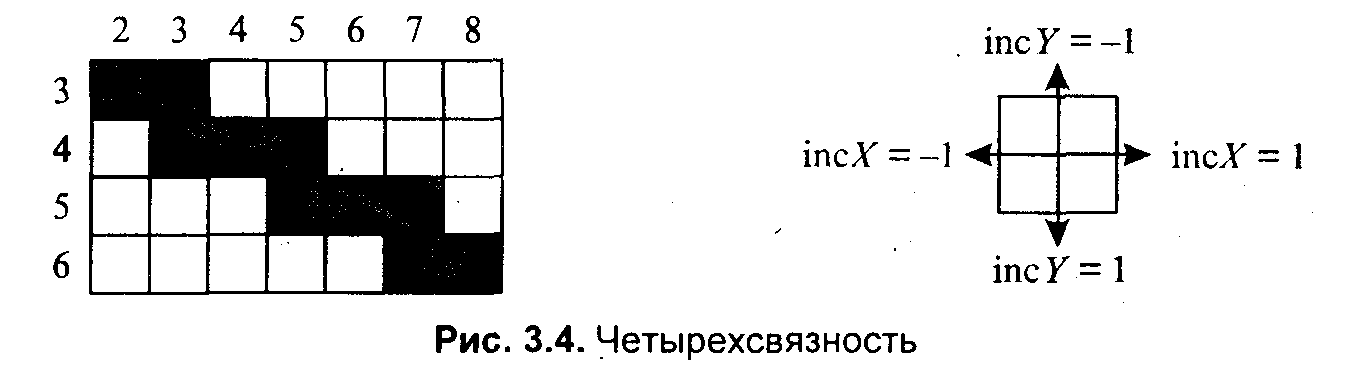 2 3 4 5 6 7 8
incY = –1
3
4
incX = –1
incX = 1
5
6
incY = 1
Рис. 3.4. Четырехсвязность